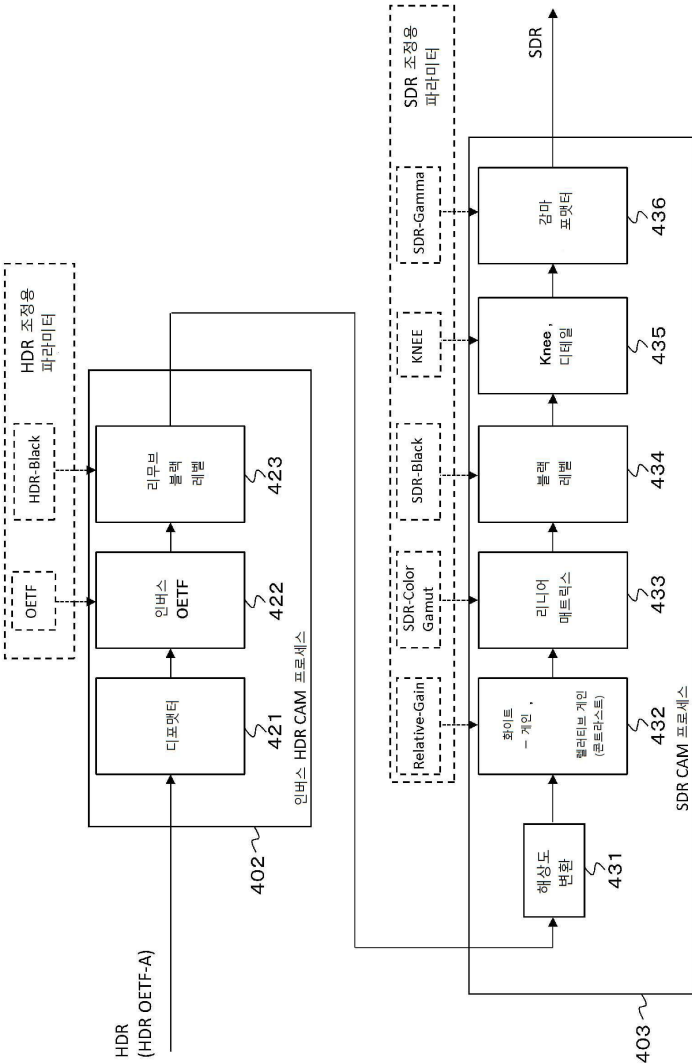 HDR
(HDR OETF-A)
HDR 조정용
파라미터
OETF
HDR-Black
디포맷터
421
인버스
OETF
422
리무브
블랙
레벨
423
인버스 HDR CAM 프로세스
402
SDR 조정용
파라미터
Relative-Gain
SDR-Color
Gamut
SDR-Black
KNEE
SDR-Gamma
해상도
변환
431
화이트
－게인 ,
렐러티브 게인
(콘트라스트)
432
리니어
매트릭스
433
블랙
레벨
434
Knee ,
디테일
435
감마
포맷터
436
SDR
SDR CAM 프로세스
403